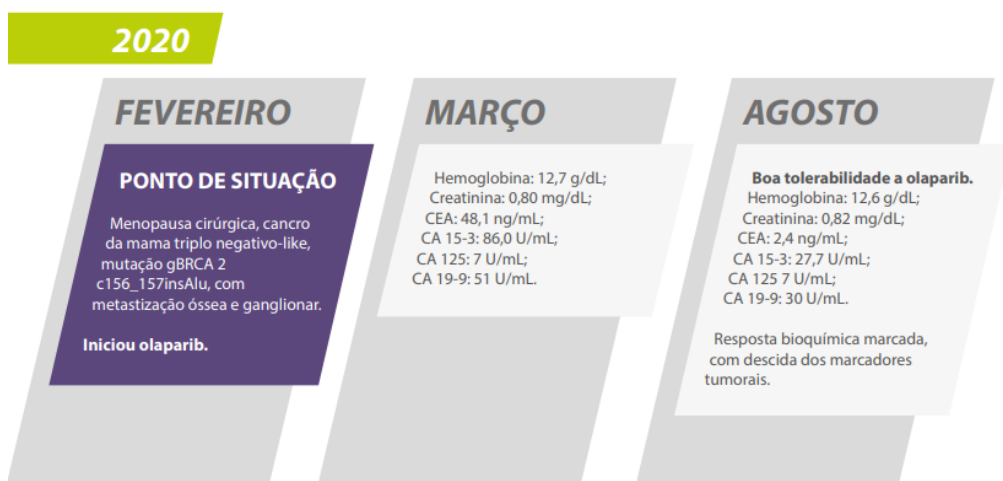 2020
FEVEREIRO
PONTO DE SITUAÇÃO
Menopausa cirúrgica, cancro
da mama triplo negativo-like,
mutação gBRCA 2
c156_157insAlu, com
metastização óssea e ganglionar.
Iniciou olaparib.
MARÇO
Hemoglobina: 12,7 g/dL;
Creatinina: 0,80 mg/dL;
CEA: 48,1 ng/mL;
CA 15-3: 86,0 U/mL;
CA 125: 7 U/mL;
CA 19-9: 51 U/mL.
AGOSTO
Boa tolerabilidade a olaparib.
Hemoglobina: 12,6 g/dL;
Creatinina: 0,82 mg/dL;
CEA: 2,4 ng/mL;
CA 15-3: 27,7 U/mL;
CA 125 7 U/mL;
CA 19-9: 30 U/mL.
Resposta bioquímica marcada,
com descida dos marcadores
tumorais.